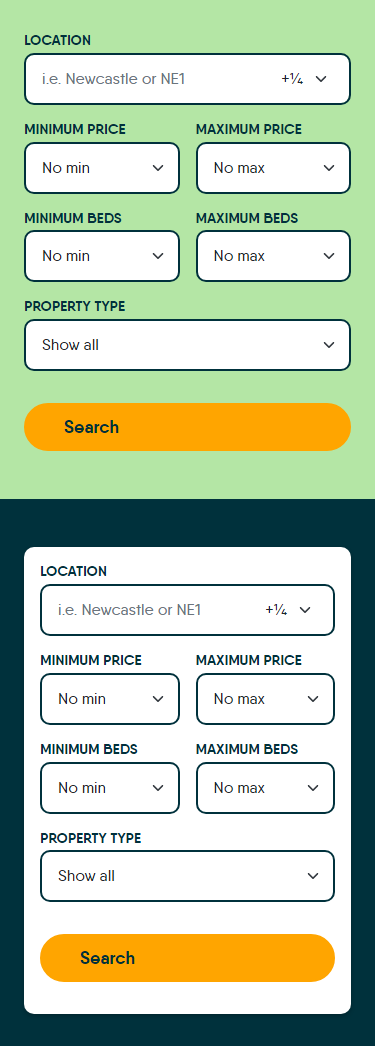 LOCATION
i.e. Newcastle or NE1 +¼
MINIMUM PRICE MAXIMUM PRICE
No min No max
MINIMUM BEDS MAXIMUM BEDS
No min No max
PROPERTY TYPE
Show all
Search
LOCATION
i.e. Newcastle or NE1 +¼
MINIMUM PRICE MAXIMUM PRICE
No min No max
MINIMUM BEDS MAXIMUM BEDS
No min No max
PROPERTY TYPE
Show all
Search